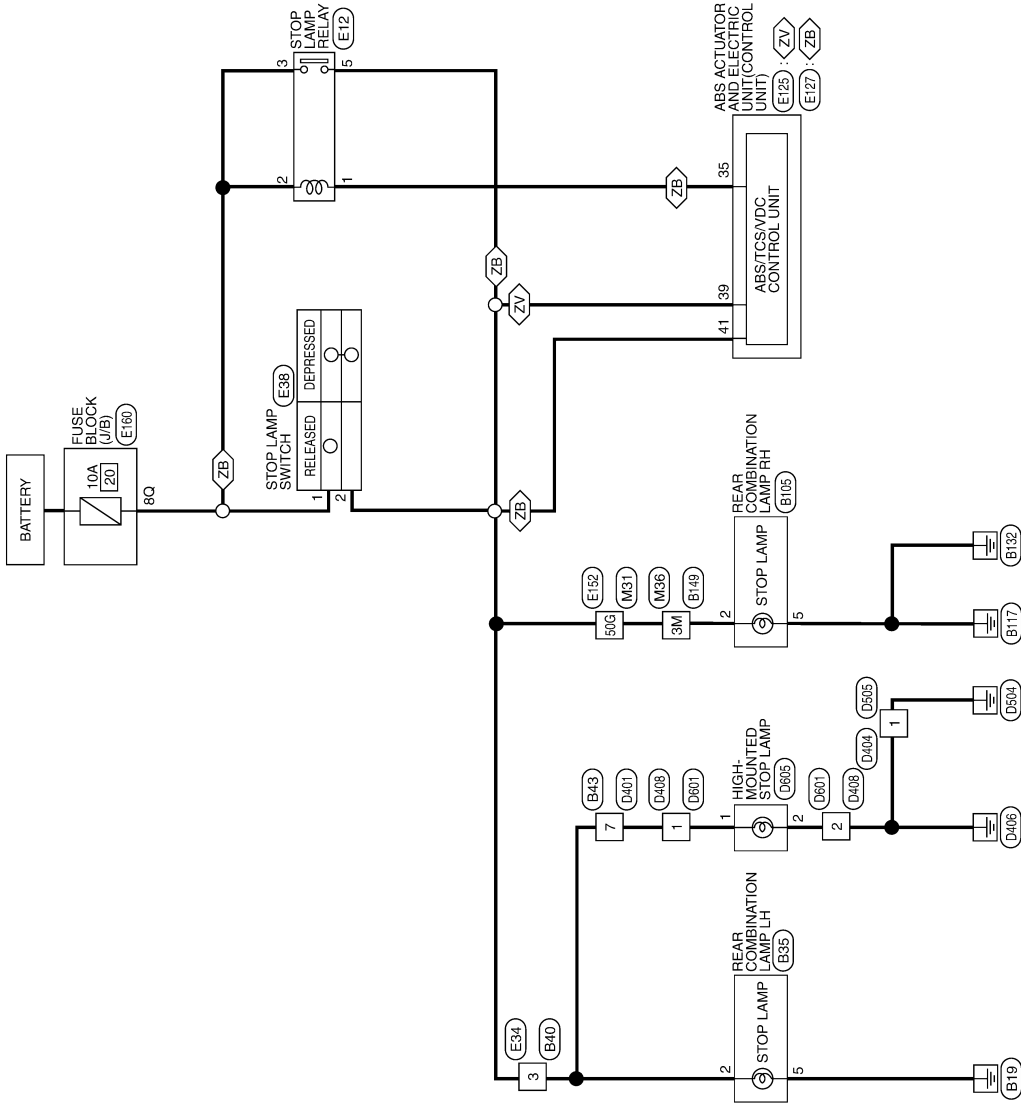 BATTERY
FUSE
BLOCK
(J/B)
E160
10A
20
8Q
ZB
STOP LAMP
SWITCH
E38
RELEASED
DEPRESSED
1
2
STOP
LAMP
RELAY
E12
3
5
2
1
ZB
ZV
ZB
ZB
ABS ACTUATOR
AND ELECTRIC
UNIT(CONTROL
UNIT)
E125 : ZV
E127 : ZB
35
39
41
ABS/TCS/VDC
CONTROL UNIT
E152
50G
M31
M36
3M
B149
REAR
COMBINATION
LAMP RH
B105
2
STOP LAMP
5
B117
B132
B43
7
D401
D408
1
D601
HIGH-
MOUNTED
STOP LAMP
D605
1
2
D601
2
D408
D404
1
D505
D406
D504
E34
3
B40
REAR
COMBINATION
LAMP LH
B35
2
STOP LAMP
5
B19